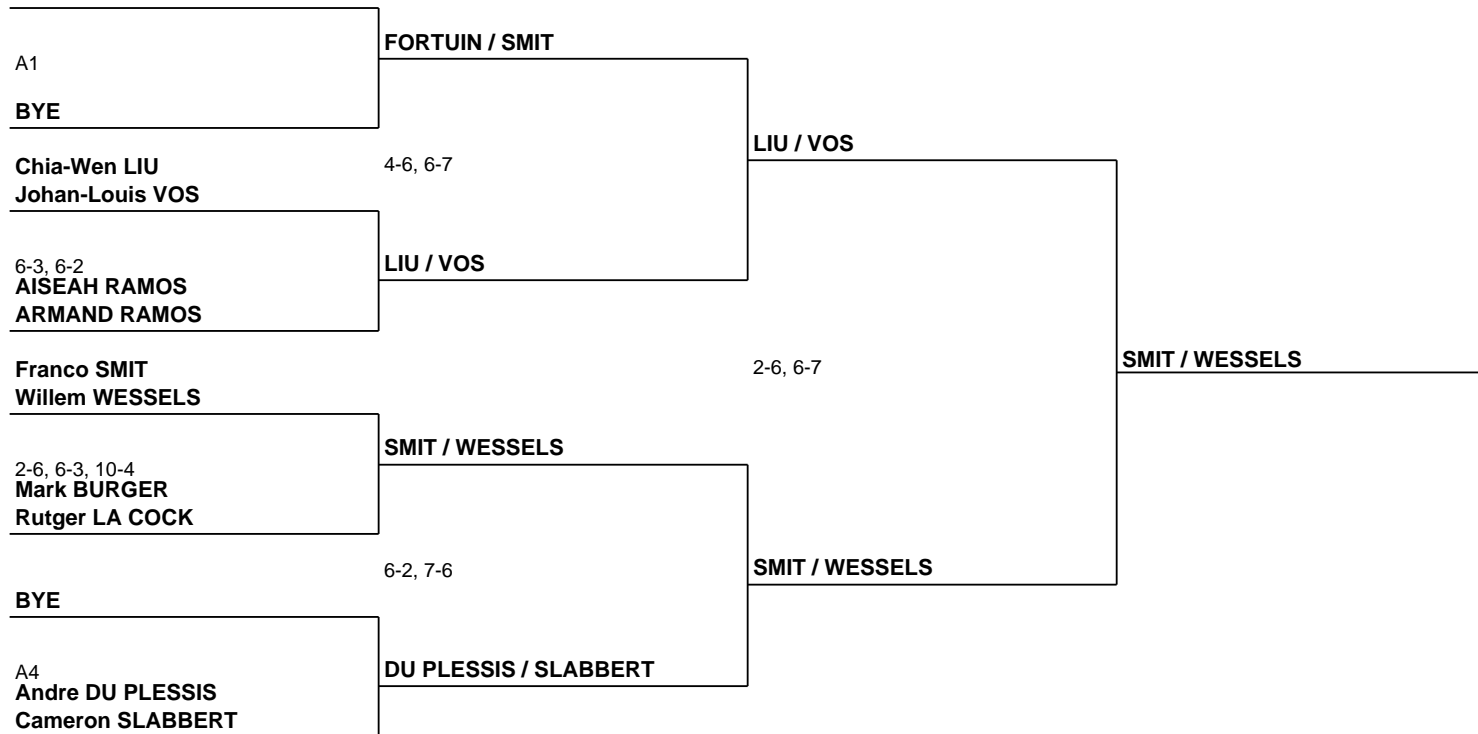 FORTUIN / SMIT
A1
BYE
LIU / VOS
Chia-Wen LIU
Johan-Louis VOS
4-6, 6-7
6-3, 6-2
LIU / VOS
AISEAH RAMOS
ARMAND RAMOS
Franco SMIT
Willem WESSELS
2-6, 6-7
SMIT / WESSELS
SMIT / WESSELS
2-6, 6-3, 10-4
Mark BURGER
Rutger LA COCK
6-2, 7-6
SMIT / WESSELS
BYE
A4
DU PLESSIS / SLABBERT
Andre DU PLESSIS
Cameron SLABBERT